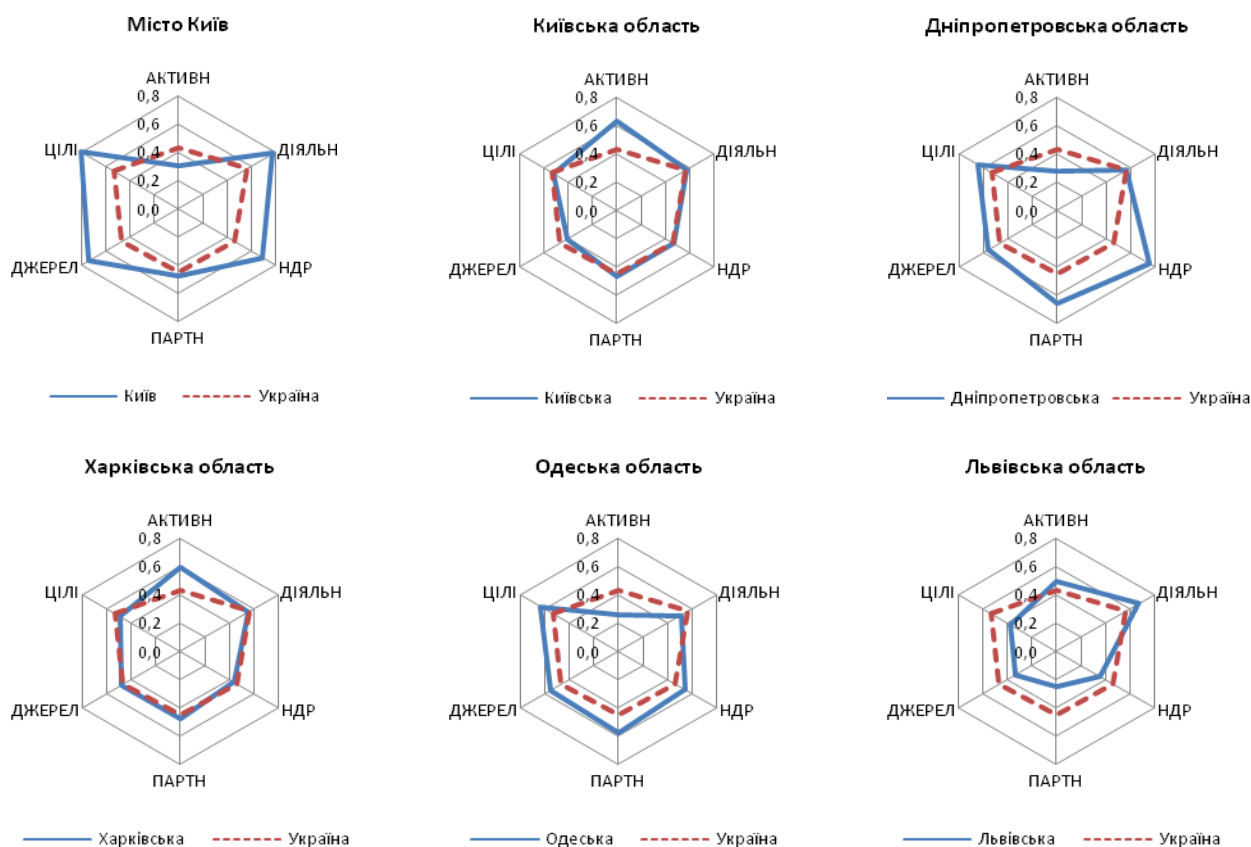 Місто Київ
АКТИВН
0,8
0,6
0,4
0,2
0,0
ЦІЛІ
ДІЯЛЬН
ДЖЕРЕЛ
НДР
ПАРТН
Київ
Україна
Київська область
АКТИВН
0,8
0,6
0,4
0,2
0,0
ЦІЛІ
ДІЯЛЬН
ДЖЕРЕЛ
НДР
ПАРТН
Київська
Україна
Дніпропетровська область
АКТИВН
0,8
0,6
0,4
0,2
0,0
ЦІЛІ
ДІЯЛЬН
ДЖЕРЕЛ
НДР
ПАРТН
Дніпропетровська
Україна
Харківська область
АКТИВН
0,8
0,6
0,4
0,2
0,0
ЦІЛІ
ДІЯЛЬН
ДЖЕРЕЛ
НДР
ПАРТН
Харківська
Україна
Одеська область
АКТИВН
0,8
0,6
0,4
0,2
0,0
ЦІЛІ
ДІЯЛЬН
ДЖЕРЕЛ
НДР
ПАРТН
Одеська
Україна
Львівська область
АКТИВН
0,8
0,6
0,4
0,2
0,0
ЦІЛІ
ДІЯЛЬН
ДЖЕРЕЛ
НДР
ПАРТН
Львівська
Україна